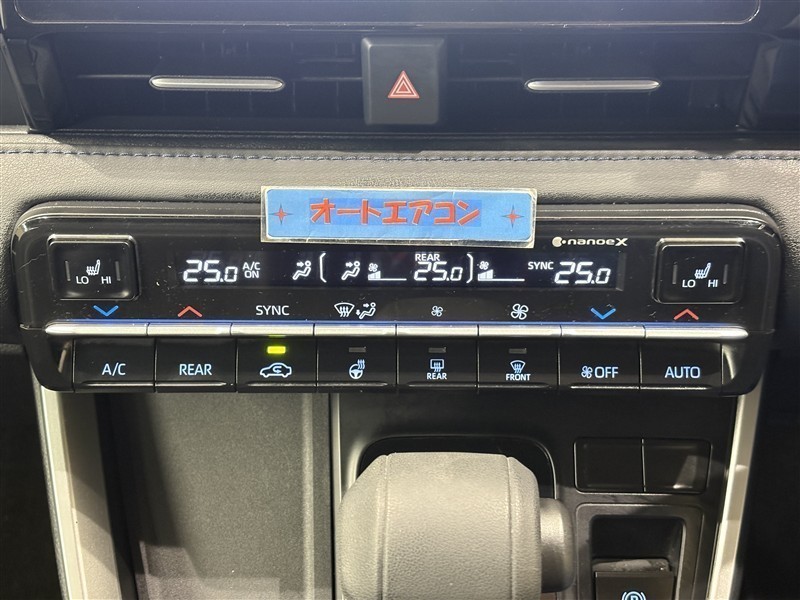 オートエアコン
nanoeX
LO HI
25.0 A/C ON
REAR
25.0
SYNC 25.0
LO HI
SYNC
A/C
REAR
REAR
FRONT
OFF
AUTO
P